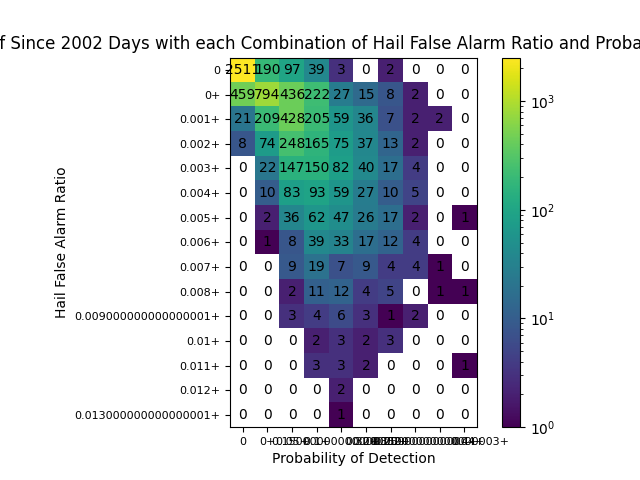 f Since 2002 Days with each Combination of Hail False Alarm Ratio and Proba
0 2511 190 97 39 3 0 2 0 0 0
0+ 459 794 436 222 27 15 8 2 0 0
0.001+ 21 209 428 205 59 36 7 2 2 0
0.002+ 8 74 248 165 75 37 13 2 0 0
0.003+ 0 22 147 150 82 40 17 4 0 0
0.004+ 0 10 83 93 59 27 10 5 0 0
0.005+ 0 2 36 62 47 26 17 2 0 1
0.006+ 0 1 8 39 33 17 12 4 0 0
0.007+ 0 0 9 19 7 9 4 4 1 0
0.008+ 0 0 2 11 12 4 5 0 1 1
0.009000000000000001+ 0 0 3 4 6 3 1 2 0 0
0.01+ 0 0 0 2 3 2 3 0 0 0
0.011+ 0 0 0 3 3 2 0 0 0 1
0.012+ 0 0 0 0 2 0 0 0 0 0
0.013000000000000001+ 0 0 0 0 1 0 0 0 0 0
0 0+
Probability of Detection
Hail False Alarm Ratio
10³
10²
10¹
10⁰